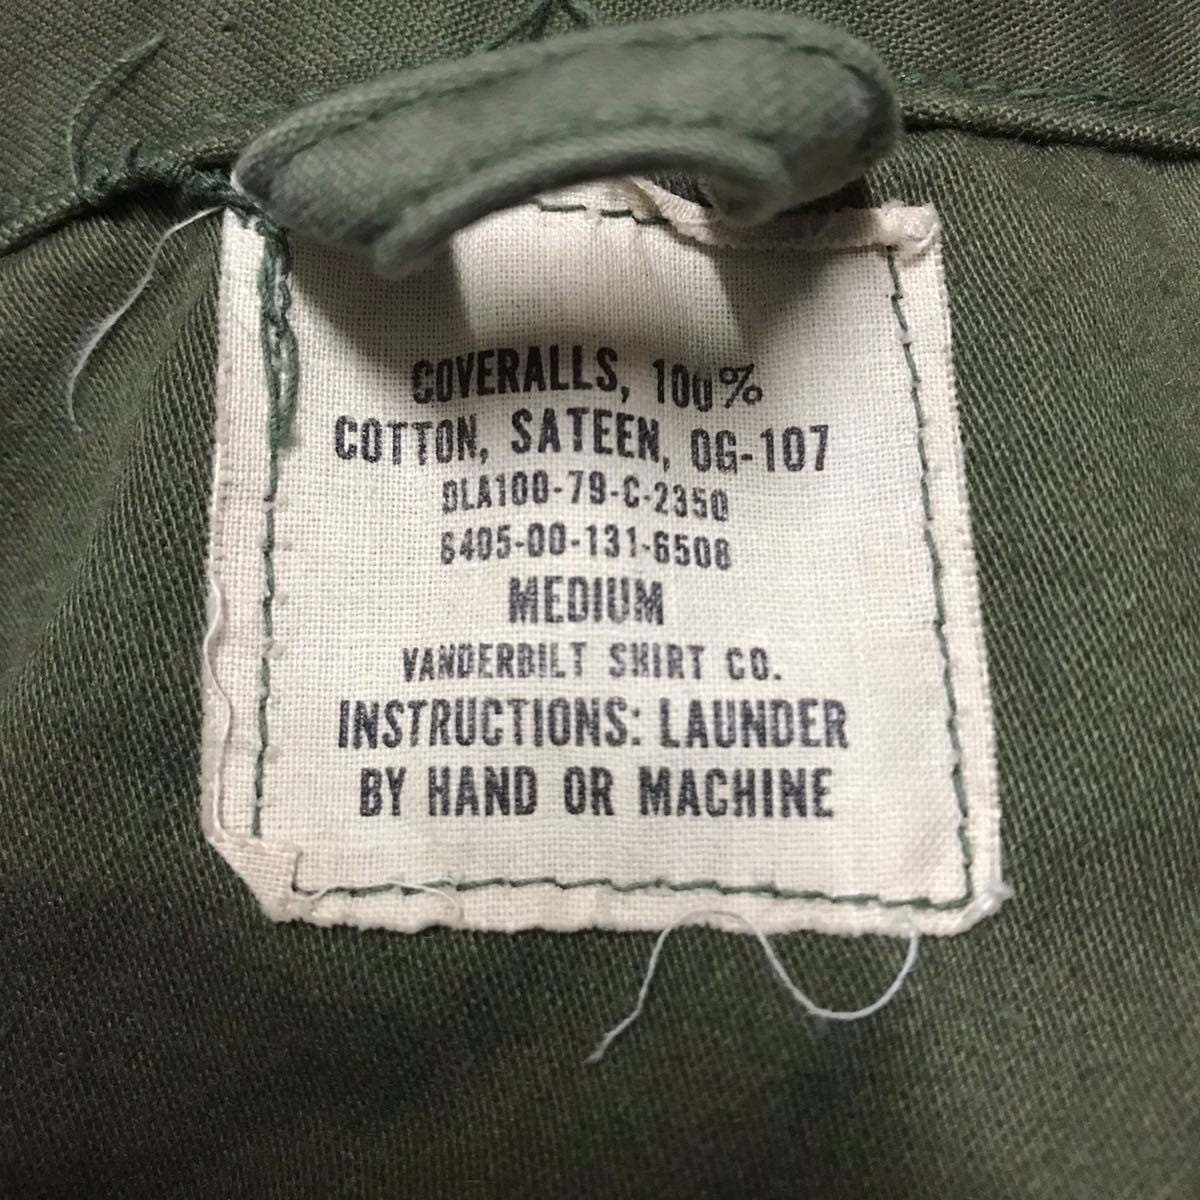 COVERALLS, 100%
COTTON, SATEEN, OG-107
DLA100-79-C-2350
8405-00-131-6508
MEDIUM
VANDERBILT SHIRT CO.
INSTRUCTIONS: LAUNDER
BY HAND OR MACHINE